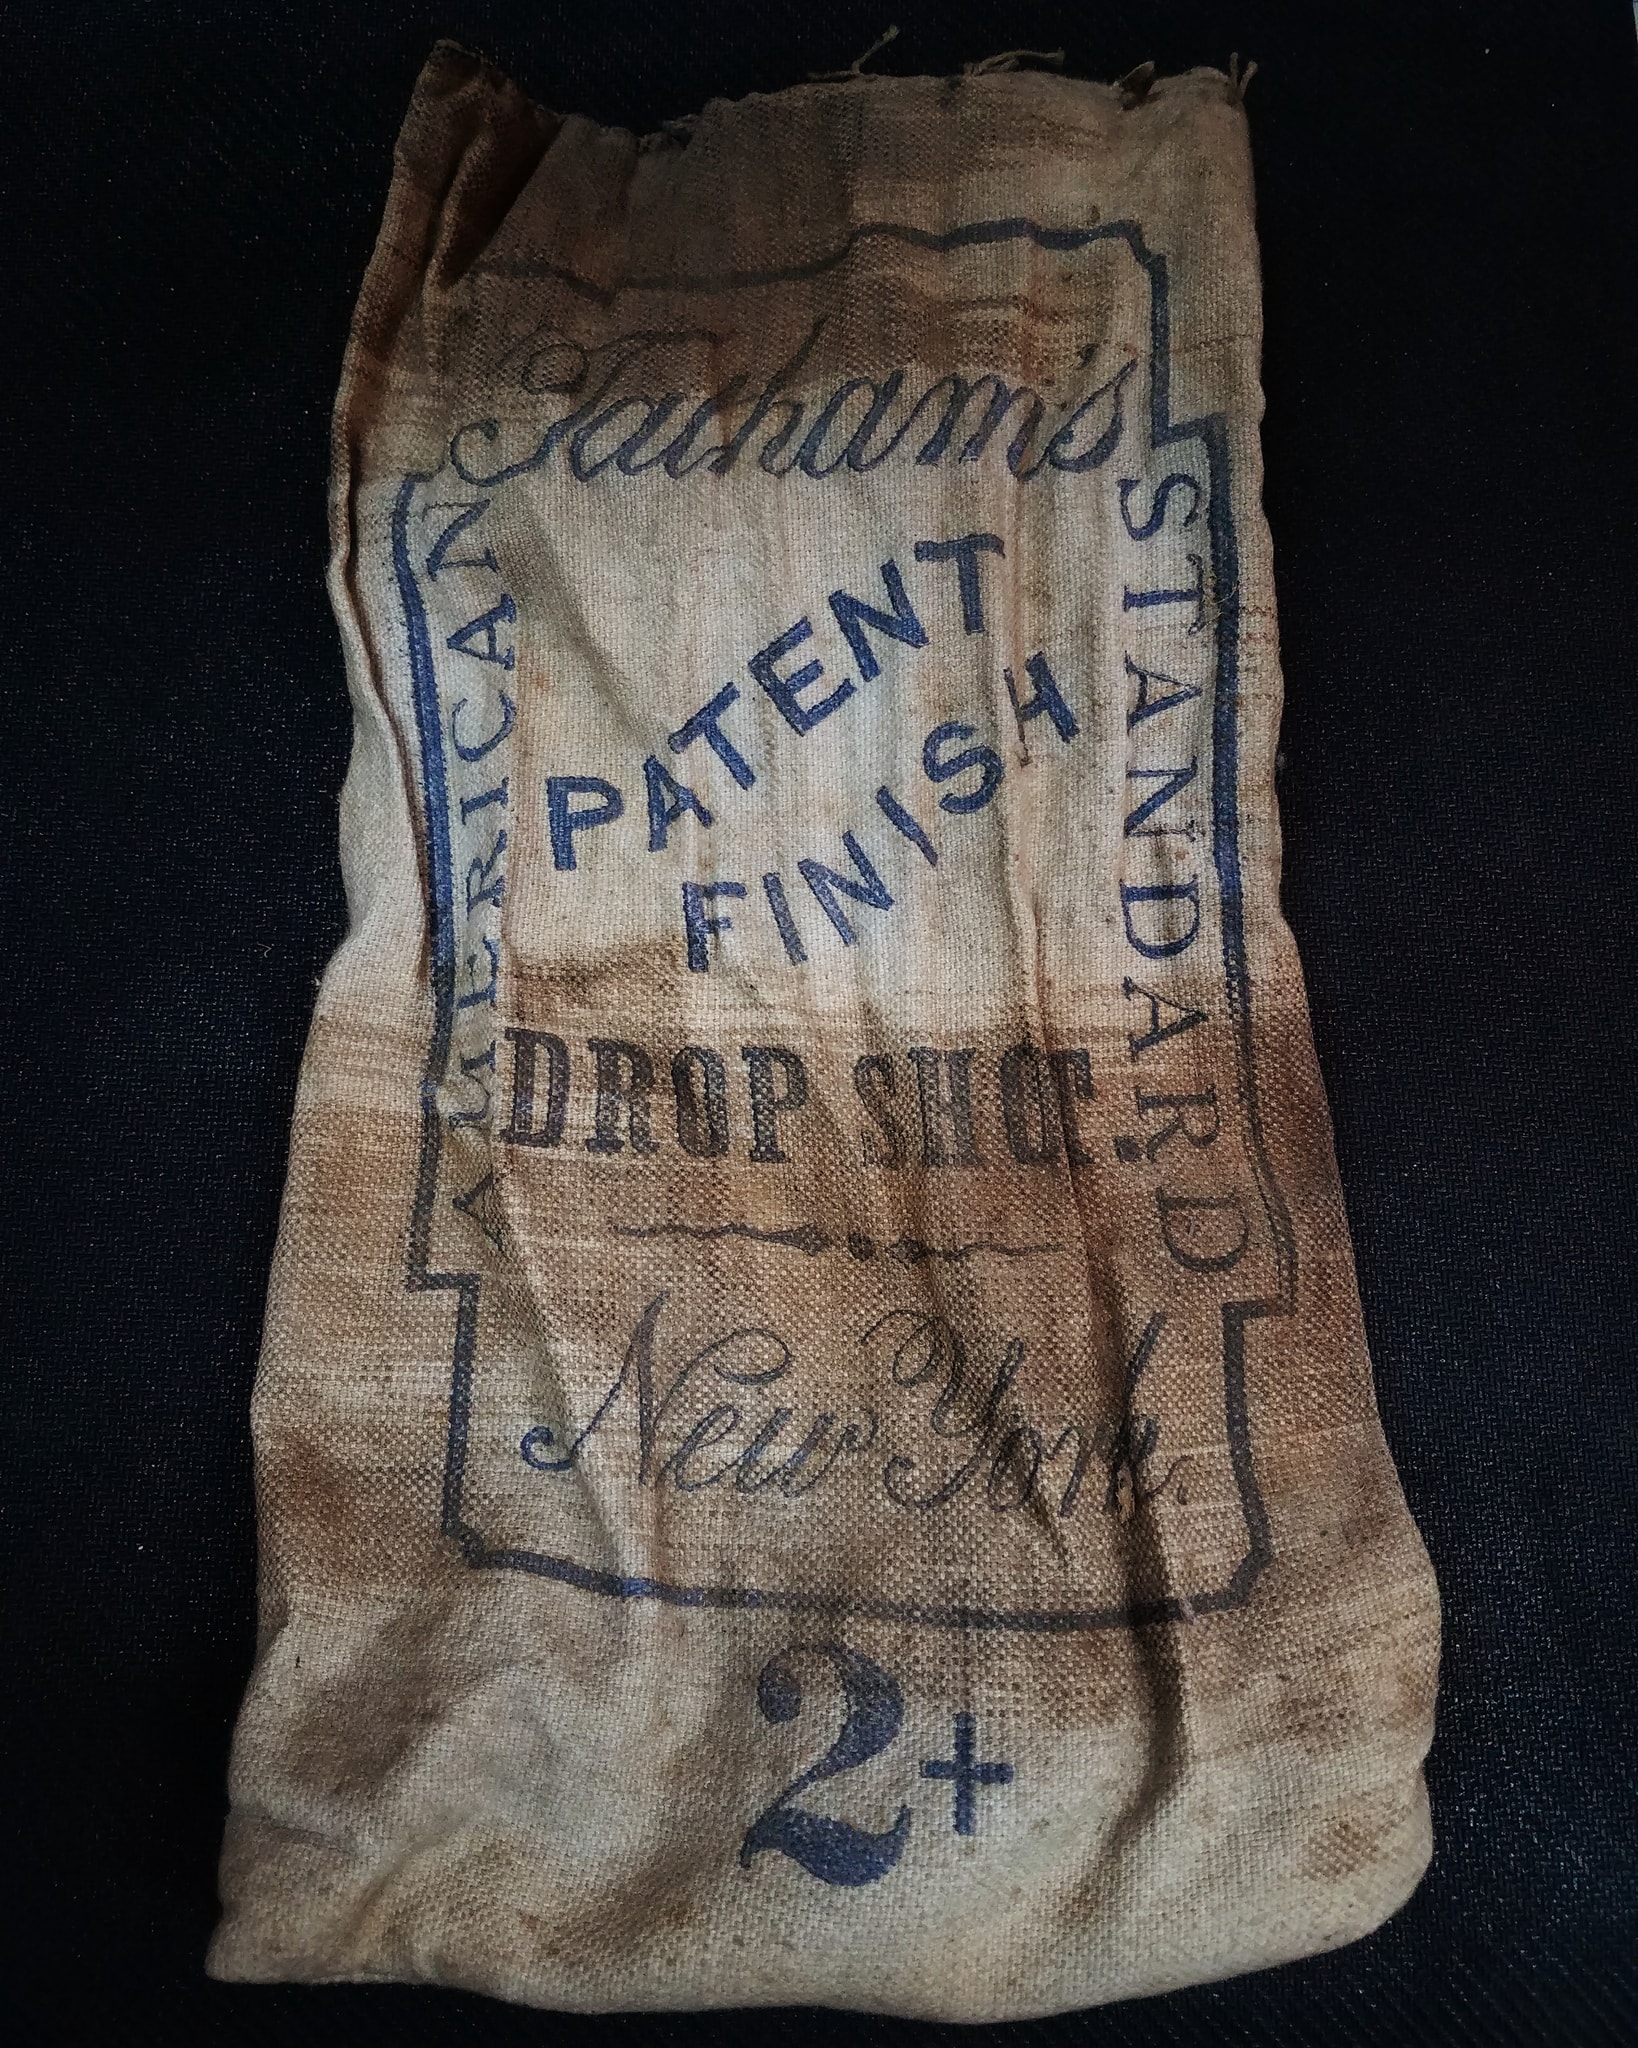 Tatham's
AMERICAN
STANDARD
PATENT
FINISH
DROP SHOT
New York.
2+